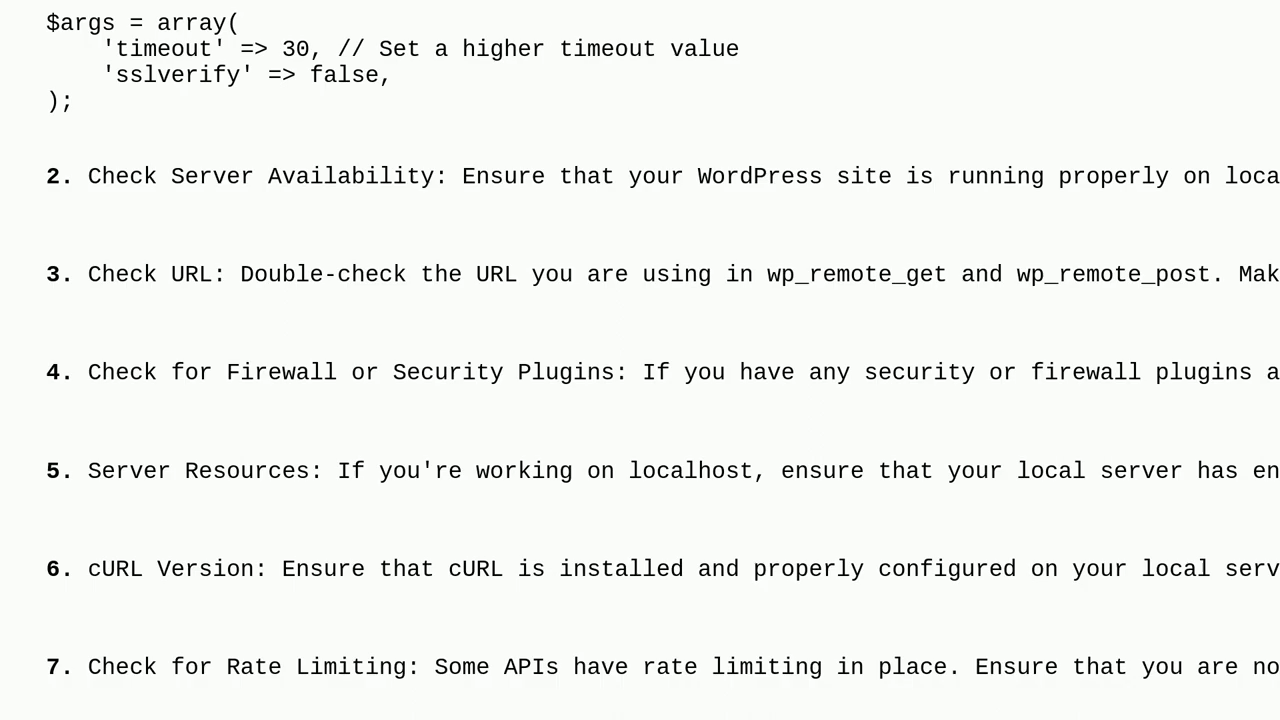 $args = array(
    'timeout' => 30, // Set a higher timeout value
    'sslverify' => false,
);
2. Check Server Availability: Ensure that your WordPress site is running properly on loca
3. Check URL: Double-check the URL you are using in wp_remote_get and wp_remote_post. Mak
4. Check for Firewall or Security Plugins: If you have any security or firewall plugins a
5. Server Resources: If you're working on localhost, ensure that your local server has en
6. cURL Version: Ensure that cURL is installed and properly configured on your local serv
7. Check for Rate Limiting: Some APIs have rate limiting in place. Ensure that you are no